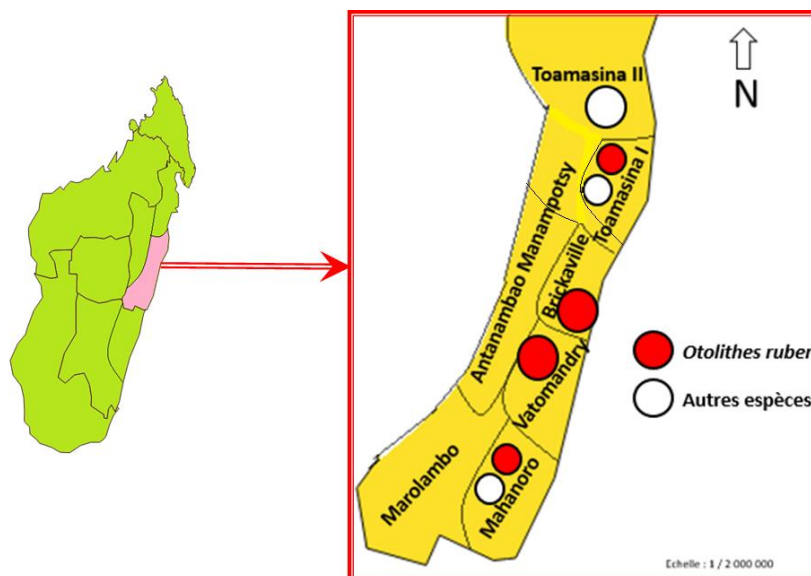 Toamasina II
N
Toamasina I
Antanambao Manampotsy
Brickaville
Vatomandry
Marolambo
Mahanoro
Otolithes ruber
Autres espèces
Echelle : 1 / 2 000 000